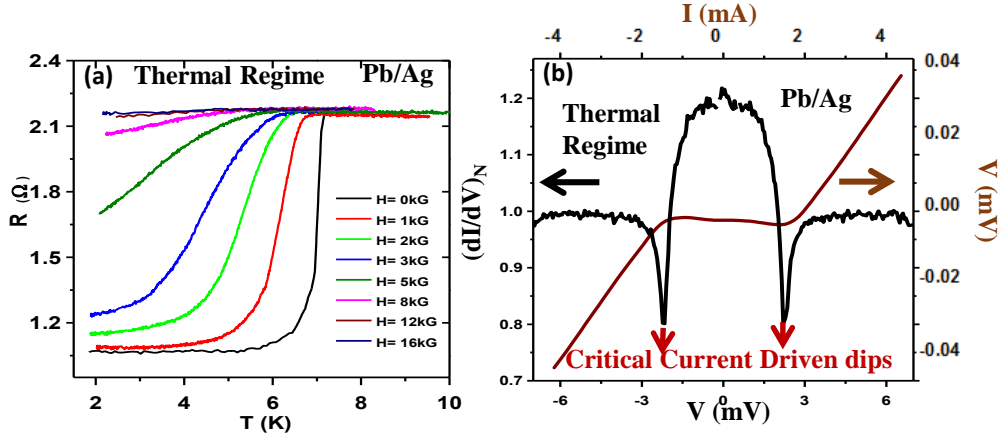 (a) Thermal Regime Pb/Ag
R (Ω)
2.4
2.1
1.8
1.5
1.2
H= 0kG
H= 1kG
H= 2kG
H= 3kG
H= 5kG
H= 8kG
H= 12kG
H= 16kG
2 4 6 8 10
T (K)
I (mA)
-4 -2 0 2 4
(b)
Pb/Ag
Thermal
Regime
(dI/dV)N
1.2
1.1
1.0
0.9
0.8
0.7
0.04
0.02
0.00
-0.02
-0.04
V (mV)
Critical Current Driven dips
-6 -3 0 3 6
V (mV)